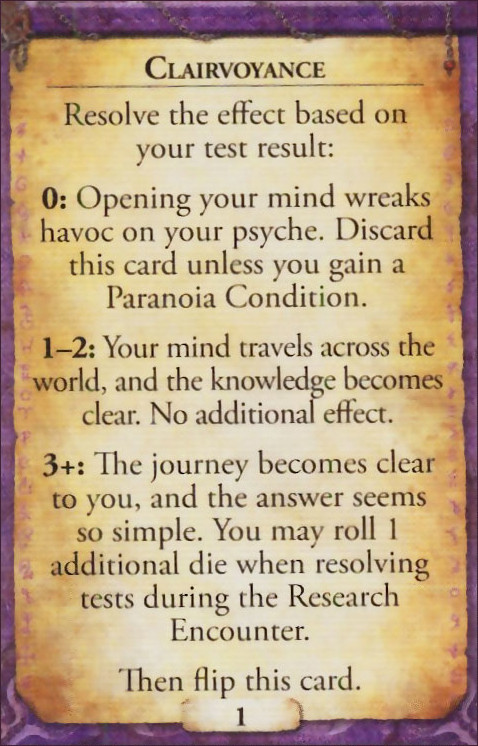 CLAIRVOYANCE
Resolve the effect based on
your test result:
0: Opening your mind wreaks
havoc on your psyche. Discard
this card unless you gain a
Paranoia Condition.
1–2: Your mind travels across the
world, and the knowledge becomes
clear. No additional effect.
3+: The journey becomes clear
to you, and the answer seems
so simple. You may roll 1
additional die when resolving
tests during the Research
Encounter.
Then flip this card.
1